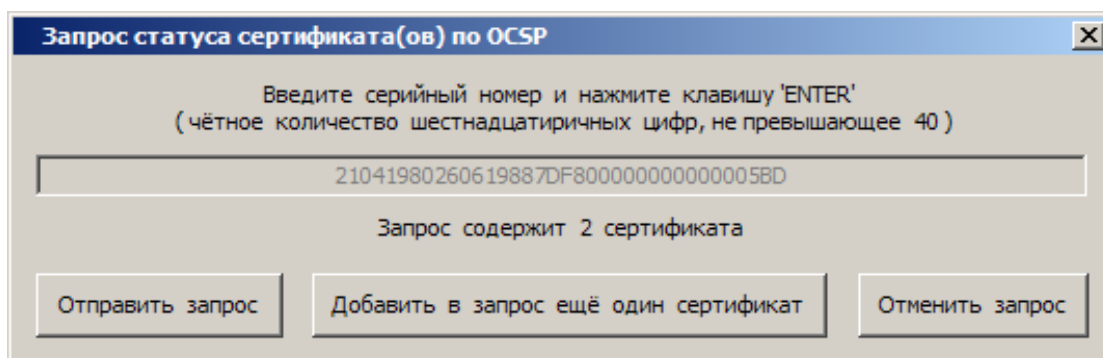 Запрос статуса сертификата(ов) по OCSP
Введите серийный номер и нажмите клавишу 'ENTER'
( чётное количество шестнадцатиричных цифр, не превышающее 40 )
21041980260619887DF800000000000005BD
Запрос содержит 2 сертификата
Отправить запрос
Добавить в запрос ещё один сертификат
Отменить запрос